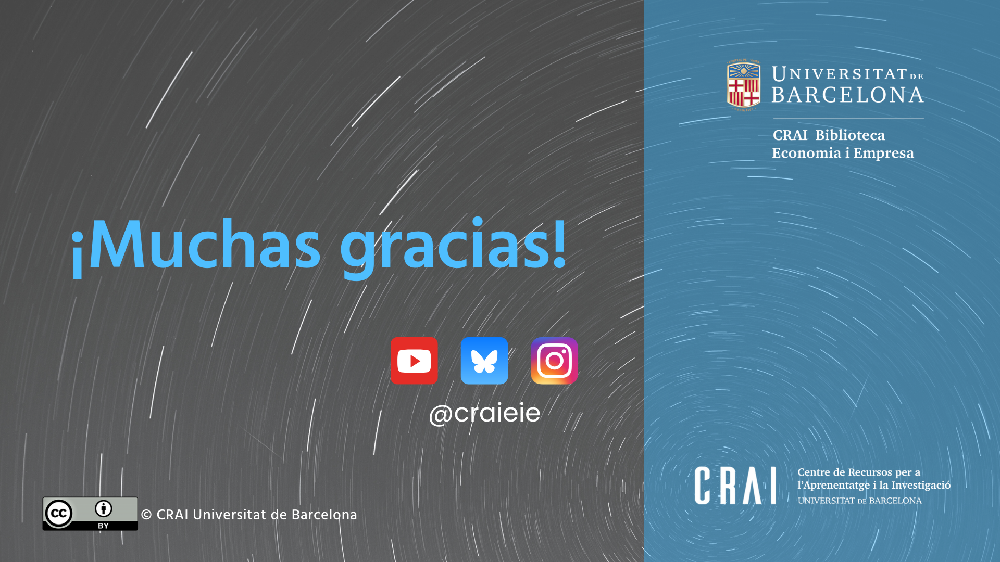 UNIVERSITAT DE
BARCELONA
CRAI Biblioteca
Economia i Empresa
¡Muchas gracias!
@craieie
CRAI
Centre de Recursos per a
l'Aprenentatge i la Investigació
UNIVERSITAT DE BARCELONA
cc
BY
© CRAI Universitat de Barcelona